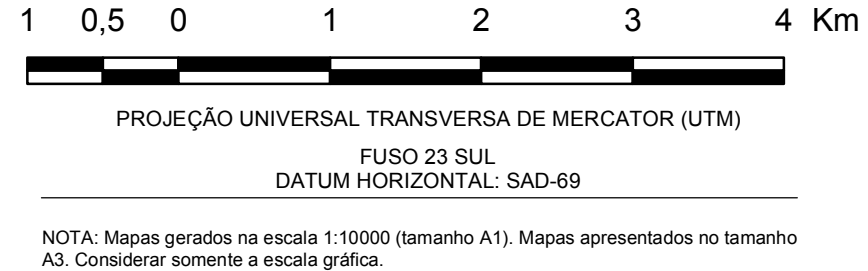 1 0,5 0 1 2 3 4 Km
PROJEÇÃO UNIVERSAL TRANSVERSA DE MERCATOR (UTM)
FUSO 23 SUL
DATUM HORIZONTAL: SAD-69
NOTA: Mapas gerados na escala 1:10000 (tamanho A1). Mapas apresentados no tamanho
A3. Considerar somente a escala gráfica.